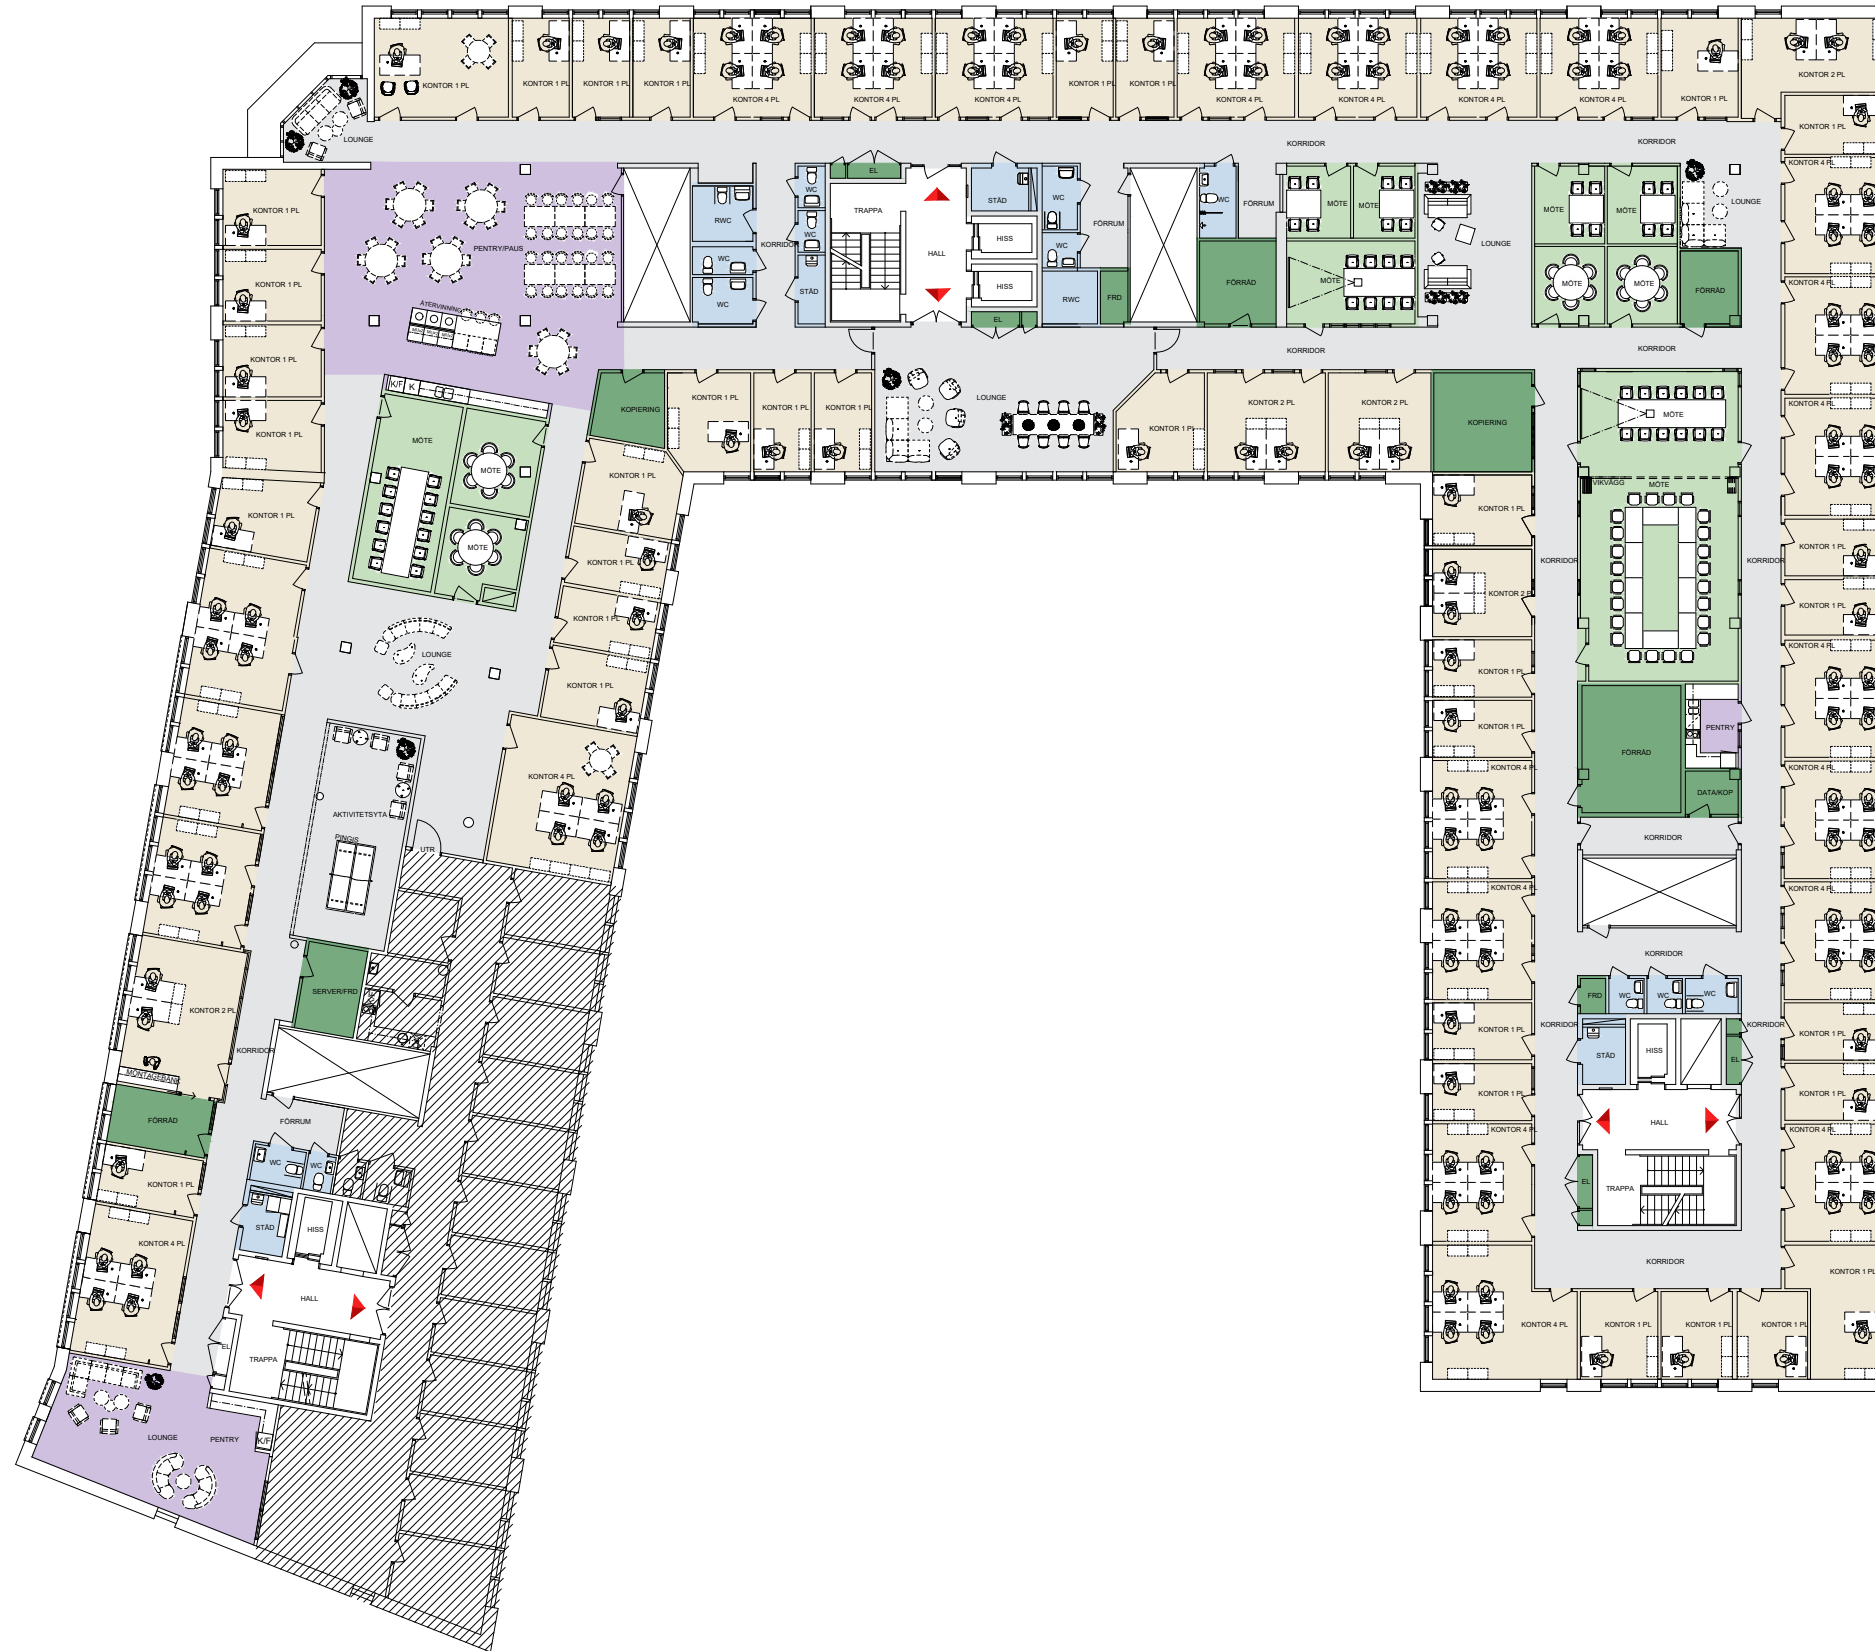 KONTOR 1 PL
KONTOR 1 PL
KONTOR 1 PL
KONTOR 1 PL
KONTOR 4 PL
KONTOR 4 PL
KONTOR 4 PL
KONTOR 1 PL
KONTOR 1 PL
KONTOR 4 PL
KONTOR 4 PL
KONTOR 4 PL
KONTOR 4 PL
KONTOR 1 PL
KONTOR 2 PL
LOUNGE
KORRIDOR
KORRIDOR
KONTOR 1 PL
KONTOR 4 PL
KONTOR 1 PL
PENTRY/PAUS
RWC
WC
WC
KORRIDOR
WC
WC
STÄD
EL
TRAPPA
HALL
STÄD
HISS
HISS
EL
WC
WC
FÖRRUM
RWC
FRD
WC
FÖRRUM
FÖRRÅD
MÖTE
MÖTE
MÖTE
LOUNGE
MÖTE
MÖTE
MÖTE
MÖTE
LOUNGE
FÖRRÅD
KONTOR 4 PL
KONTOR 1 PL
ÅTERVINNING
KORRIDOR
KORRIDOR
KONTOR 1 PL
KONTOR 1 PL
K/F
K
KOPIERING
KONTOR 1 PL
KONTOR 1 PL
KONTOR 1 PL
LOUNGE
KONTOR 1 PL
KONTOR 2 PL
KONTOR 2 PL
KOPIERING
MÖTE
KONTOR 4 PL
MÖTE
MÖTE
MÖTE
KONTOR 1 PL
KONTOR 1 PL
KONTOR 1 PL
KONTOR 1 PL
KONTOR 1 PL
VIKVÄGG
MÖTE
KONTOR 1 PL
KORRIDOR
KORRIDOR
KONTOR 1 PL
KONTOR 2 P
KONTOR 1 PL
LOUNGE
KONTOR 1 PL
KONTOR 4 PL
KONTOR 1 PL
FÖRRÅD
PENTRY
DATA/KOP
KONTOR 4 PL
KONTOR 4 PL
KONTOR 4 PL
AKTIVITETSYTA
PINGIS
UTR
KORRIDOR
KONTOR 4 PL
KONTOR 4 PL
KORRIDOR
SERVER/FRD
KONTOR 2 PL
KORRIDOR
MONTAGEBÄNK
FÖRRÅD
FÖRRUM
WC
WC
FRD
WC
WC
WC
KORRIDOR
KORRIDOR
KONTOR 1 PL
KONTOR 1 PL
STÄD
HISS
EL
KONTOR 1 PL
KONTOR 1 PL
HALL
KONTOR 4 PL
KONTOR 4 PL
EL
TRAPPA
KONTOR 1 PL
STÄD
HISS
KONTOR 4 PL
HALL
EL
TRAPPA
KORRIDOR
KONTOR 1 PL
KONTOR 4 PL
KONTOR 1 PL
KONTOR 1 PL
KONTOR 1 PL
LOUNGE
PENTRY
K/F